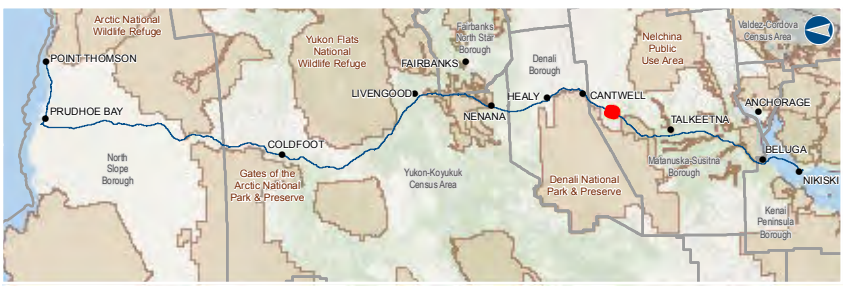 Arctic National
Wildlife Refuge
POINT THOMSON
PRUDHOE BAY
North
Slope
Borough
COLDFOOT
Gates of the
Arctic National
Park & Preserve
Yukon Flats
National
Wildlife Refuge
LIVENGOOD
FAIRBANKS
Fairbanks
North Star
Borough
NENANA
Yukon-Koyukuk
Census Area
Denali
Borough
HEALY
CANTWELL
Denali National
Park & Preserve
Nelchina
Public
Use Area
TALKEETNA
Matanuska-Susitna
Borough
Valdez-Cordova
Census Area
ANCHORAGE
BELUGA
NIKISKI
Kenai
Peninsula
Borough